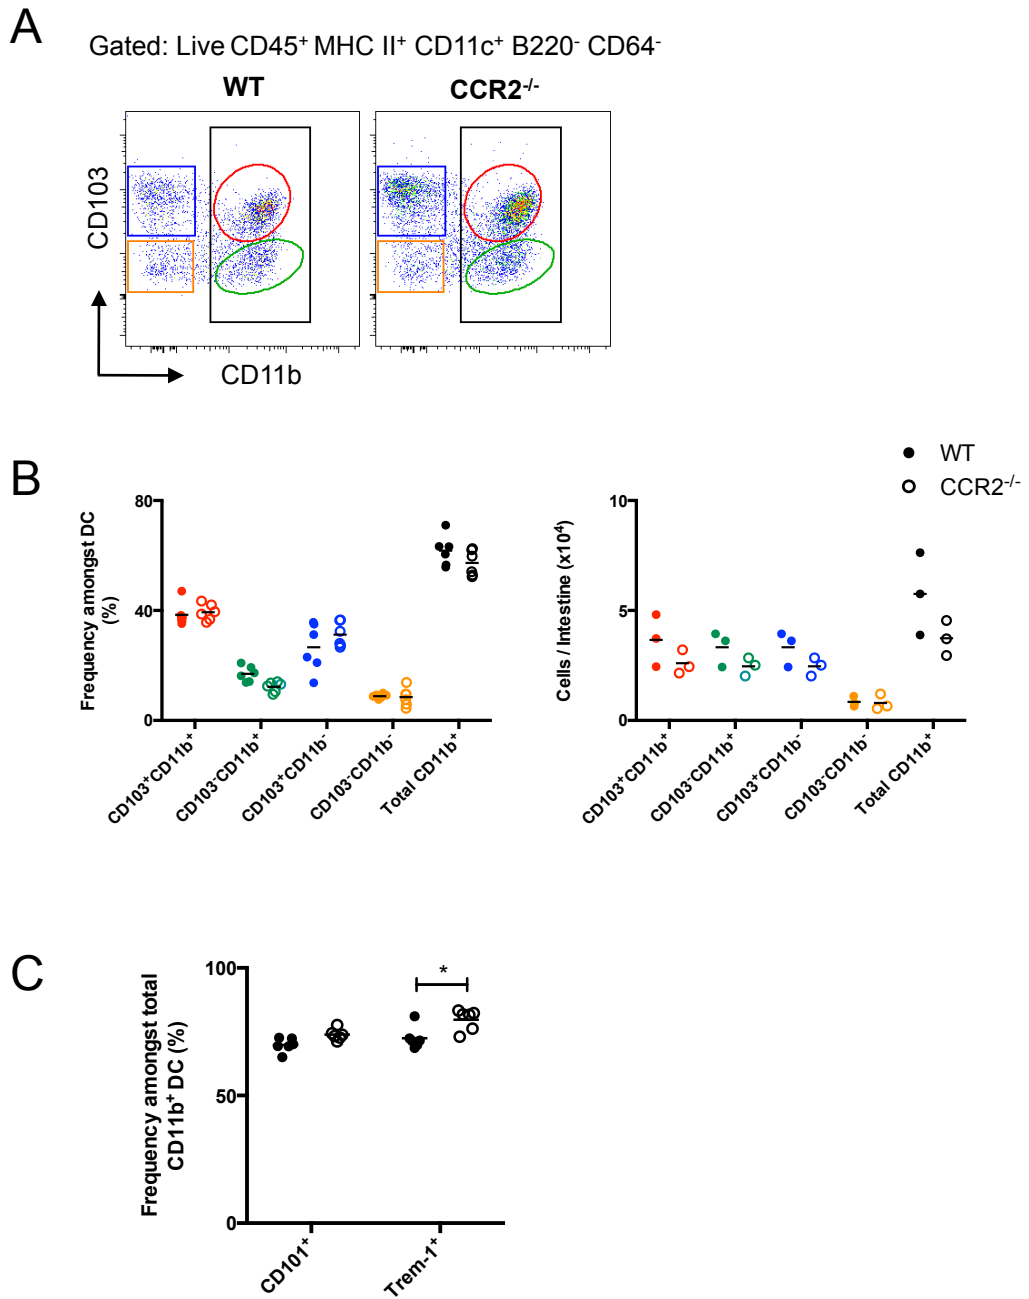 A
Gated: Live CD45⁺ MHC II⁺ CD11c⁺ B220⁻ CD64⁻
WT
CCR2⁻/⁻
CD103
CD11b
B
WT
CCR2⁻/⁻
Frequency amongst DC
(%)
80
40
0
CD103⁺CD11b⁺
CD103⁻CD11b⁺
CD103⁺CD11b⁻
CD103⁻CD11b⁻
Total CD11b⁺
Cells / Intestine (x10⁴)
10
5
0
CD103⁺CD11b⁺
CD103⁻CD11b⁺
CD103⁺CD11b⁻
CD103⁻CD11b⁻
Total CD11b⁺
C
Frequency amongst total
CD11b⁺ DC (%)
100
50
0
*
CD101⁺
Trem-1⁺